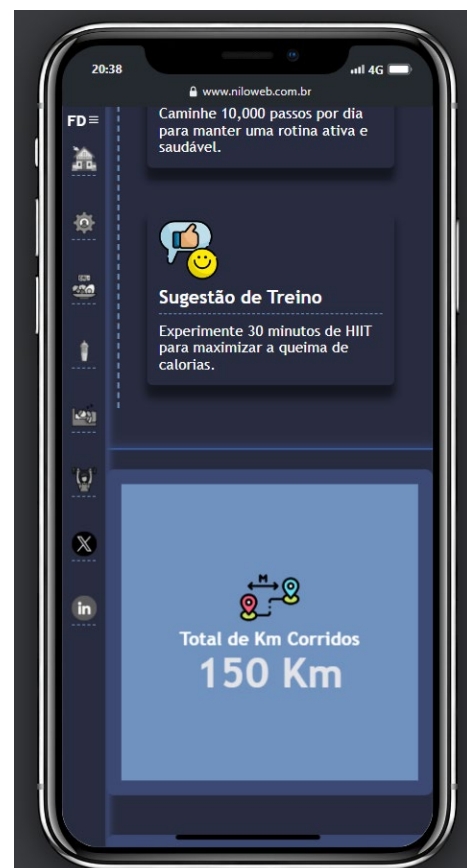 20:38
4G
www.niloweb.com.br
FD
Caminhe 10,000 passos por dia
para manter uma rotina ativa e
saudável.
Sugestão de Treino
Experimente 30 minutos de HIIT
para maximizar a queima de
calorias.
X
in
M
Total de Km Corridos
150 Km